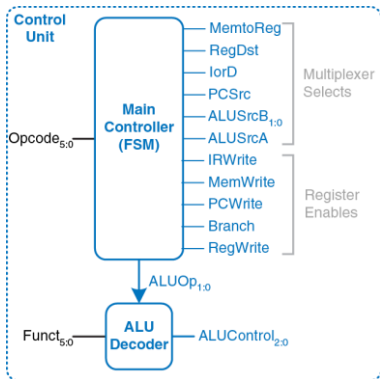 Control
Unit
MemtoReg
RegDst
IorD
PCSrc
ALUSrcB1:0
ALUSrcA
Multiplexer
Selects
Main
Controller
(FSM)
Opcode5:0
IRWrite
MemWrite
PCWrite
Branch
RegWrite
Register
Enables
ALUOp1:0
ALU
Decoder
Funct5:0
ALUControl2:0